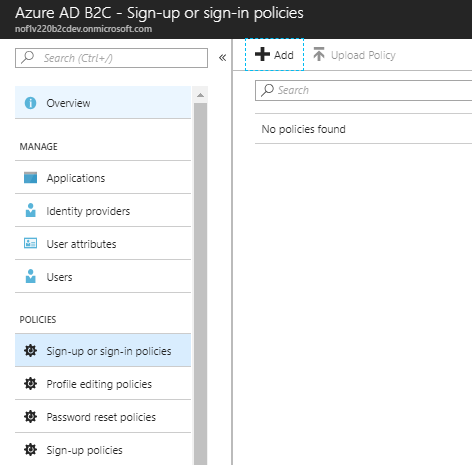 Azure AD B2C - Sign-up or sign-in policies
nof1v220b2cdev.onmicrosoft.com
Search (Ctrl+/)
«
Add
Upload Policy
Search
No policies found
Overview
MANAGE
Applications
Identity providers
User attributes
Users
POLICIES
Sign-up or sign-in policies
Profile editing policies
Password reset policies
Sign-up policies